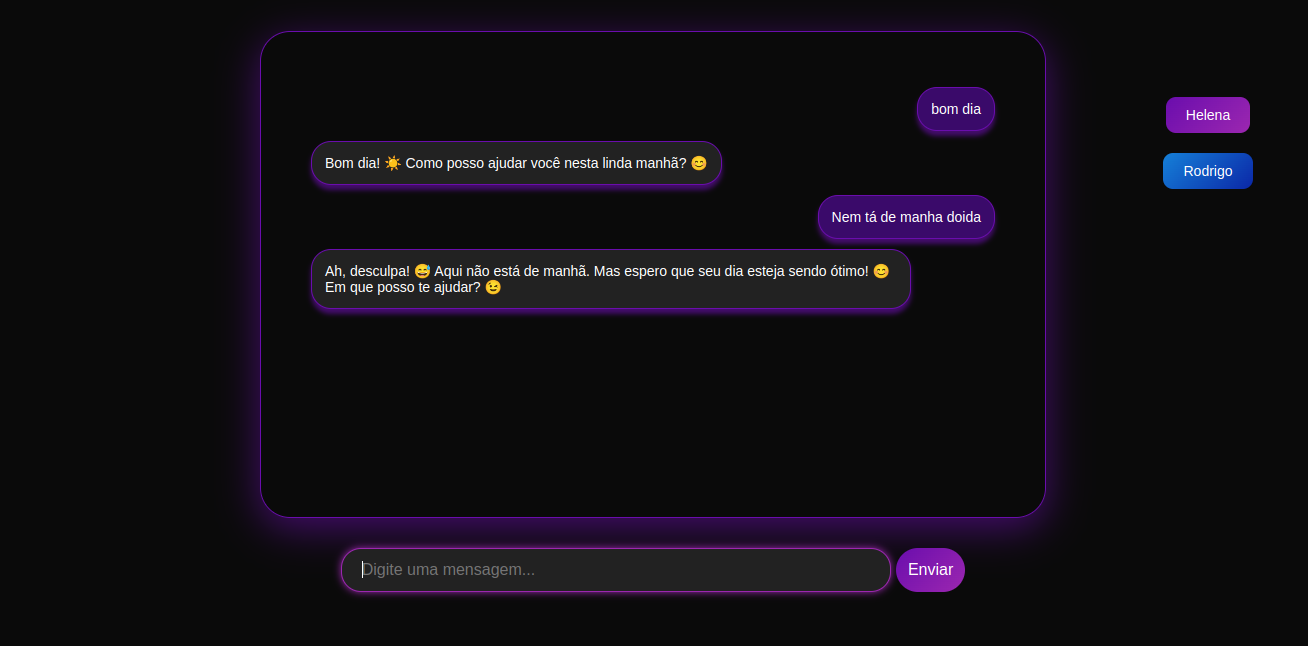 bom dia
Helena
Bom dia! ☀️ Como posso ajudar você nesta linda manhã? 😊
Rodrigo
Nem tá de manha doida
Ah, desculpa! 😅 Aqui não está de manhã. Mas espero que seu dia esteja sendo ótimo! 😊
Em que posso te ajudar? 😉
Digite uma mensagem...
Enviar